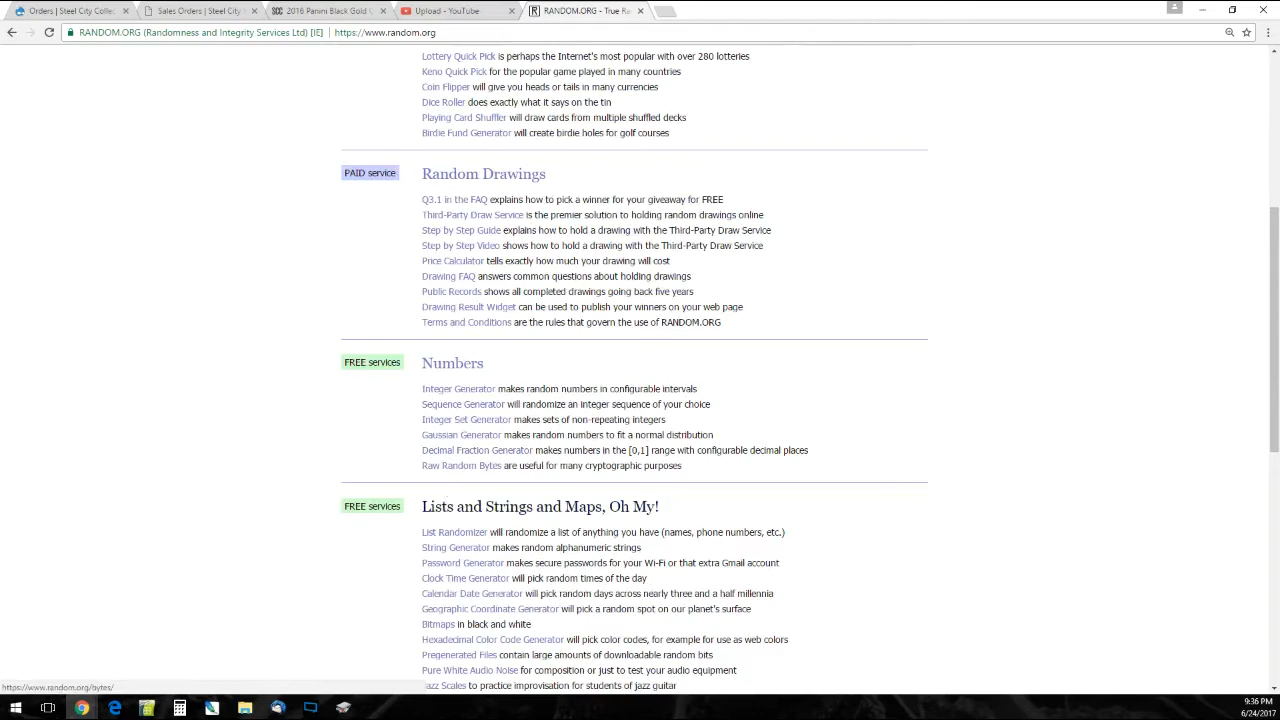 Orders | Steel City Collec
Sales Orders | Steel City
2016 Panini Black Gold
Upload - YouTube
RANDOM.ORG - True Ra
RANDOM.ORG (Randomness and Integrity Services Ltd) [IE]
https://www.random.org
Lottery Quick Pick is perhaps the Internet's most popular with over 280 lotteries
Keno Quick Pick for the popular game played in many countries
Coin Flipper will give you heads or tails in many currencies
Dice Roller does exactly what it says on the tin
Playing Card Shuffler will draw cards from multiple shuffled decks
Birdie Fund Generator will create birdie holes for golf courses
PAID service
Random Drawings
Q3.1 in the FAQ explains how to pick a winner for your giveaway for FREE
Third-Party Draw Service is the premier solution to holding random drawings online
Step by Step Guide explains how to hold a drawing with the Third-Party Draw Service
Step by Step Video shows how to hold a drawing with the Third-Party Draw Service
Price Calculator tells exactly how much your drawing will cost
Drawing FAQ answers common questions about holding drawings
Public Records shows all completed drawings going back five years
Drawing Result Widget can be used to publish your winners on your web page
Terms and Conditions are the rules that govern the use of RANDOM.ORG
FREE services
Numbers
Integer Generator makes random numbers in configurable intervals
Sequence Generator will randomize an integer sequence of your choice
Integer Set Generator makes sets of non-repeating integers
Gaussian Generator makes random numbers to fit a normal distribution
Decimal Fraction Generator makes numbers in the [0,1] range with configurable decimal places
Raw Random Bytes are useful for many cryptographic purposes
FREE services
Lists and Strings and Maps, Oh My!
List Randomizer will randomize a list of anything you have (names, phone numbers, etc.)
String Generator makes random alphanumeric strings
Password Generator makes secure passwords for your Wi-Fi or that extra Gmail account
Clock Time Generator will pick random times of the day
Calendar Date Generator will pick random days across nearly three and a half millennia
Geographic Coordinate Generator will pick a random spot on our planet's surface
Bitmaps in black and white
Hexadecimal Color Code Generator will pick color codes, for example for use as web colors
Pregenerated Files contain large amounts of downloadable random bits
Pure White Audio Noise for composition or just to test your audio equipment
Jazz Scales to practice improvisation for students of jazz guitar
https://www.random.org/bytes/
9:36 PM
6/24/2017